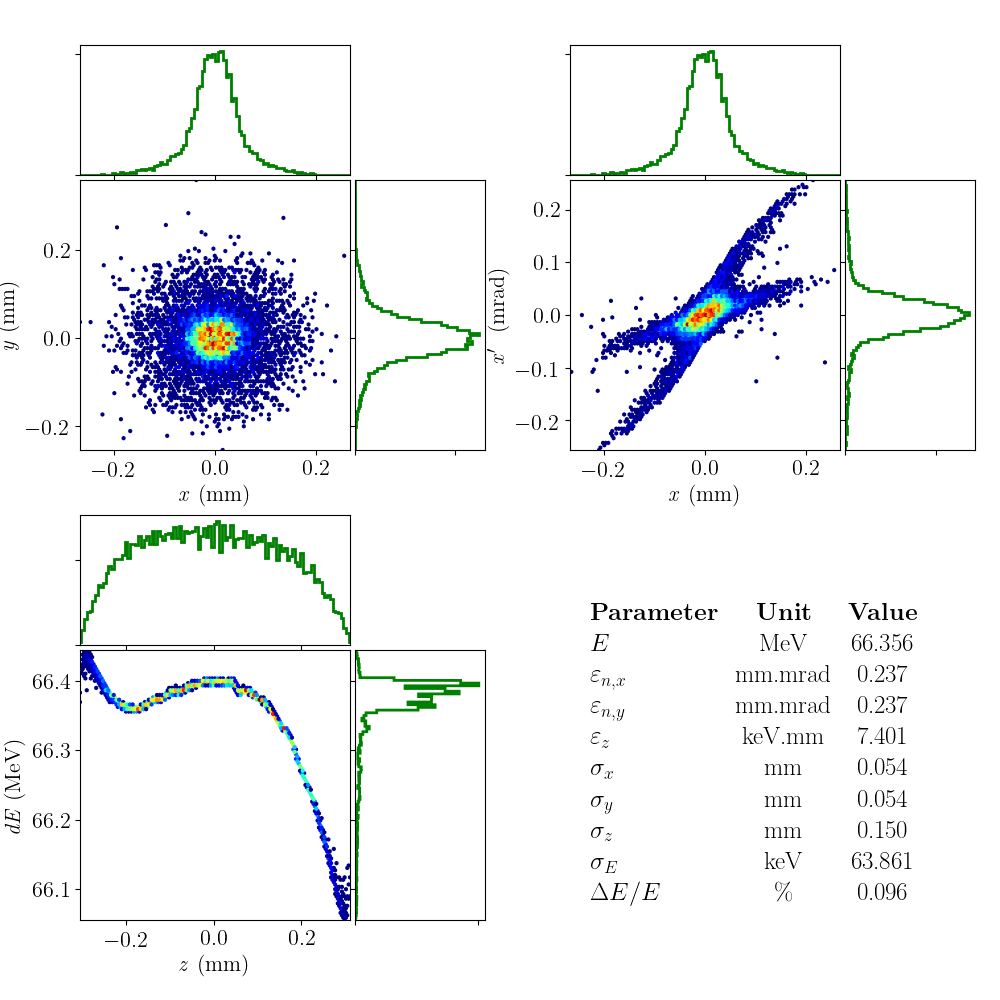 0.2
0.0
−0.2
y (mm)
−0.2 0.0 0.2
x (mm)
0.2
0.1
0.0
−0.1
−0.2
x′ (mrad)
−0.2 0.0 0.2
x (mm)
66.4
66.3
66.2
66.1
dE (MeV)
−0.2 0.0 0.2
z (mm)
Parameter Unit Value
E MeV 66.356
εn,x mm.mrad 0.237
εn,y mm.mrad 0.237
εz keV.mm 7.401
σx mm 0.054
σy mm 0.054
σz mm 0.150
σE keV 63.861
ΔE/E % 0.096